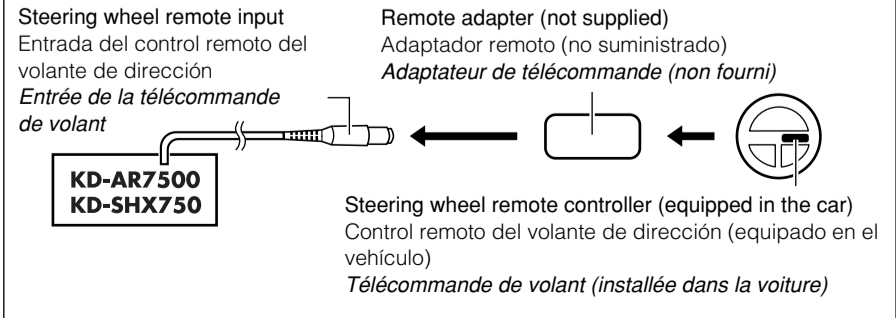 Steering wheel remote input
Entrada del control remoto del
volante de dirección
Entrée de la télécommande
de volant
Remote adapter (not supplied)
Adaptador remoto (no suministrado)
Adaptateur de télécommande (non fourni)
KD-AR7500
KD-SHX750
Steering wheel remote controller (equipped in the car)
Control remoto del volante de dirección (equipado en el
vehículo)
Télécommande de volant (installée dans la voiture)